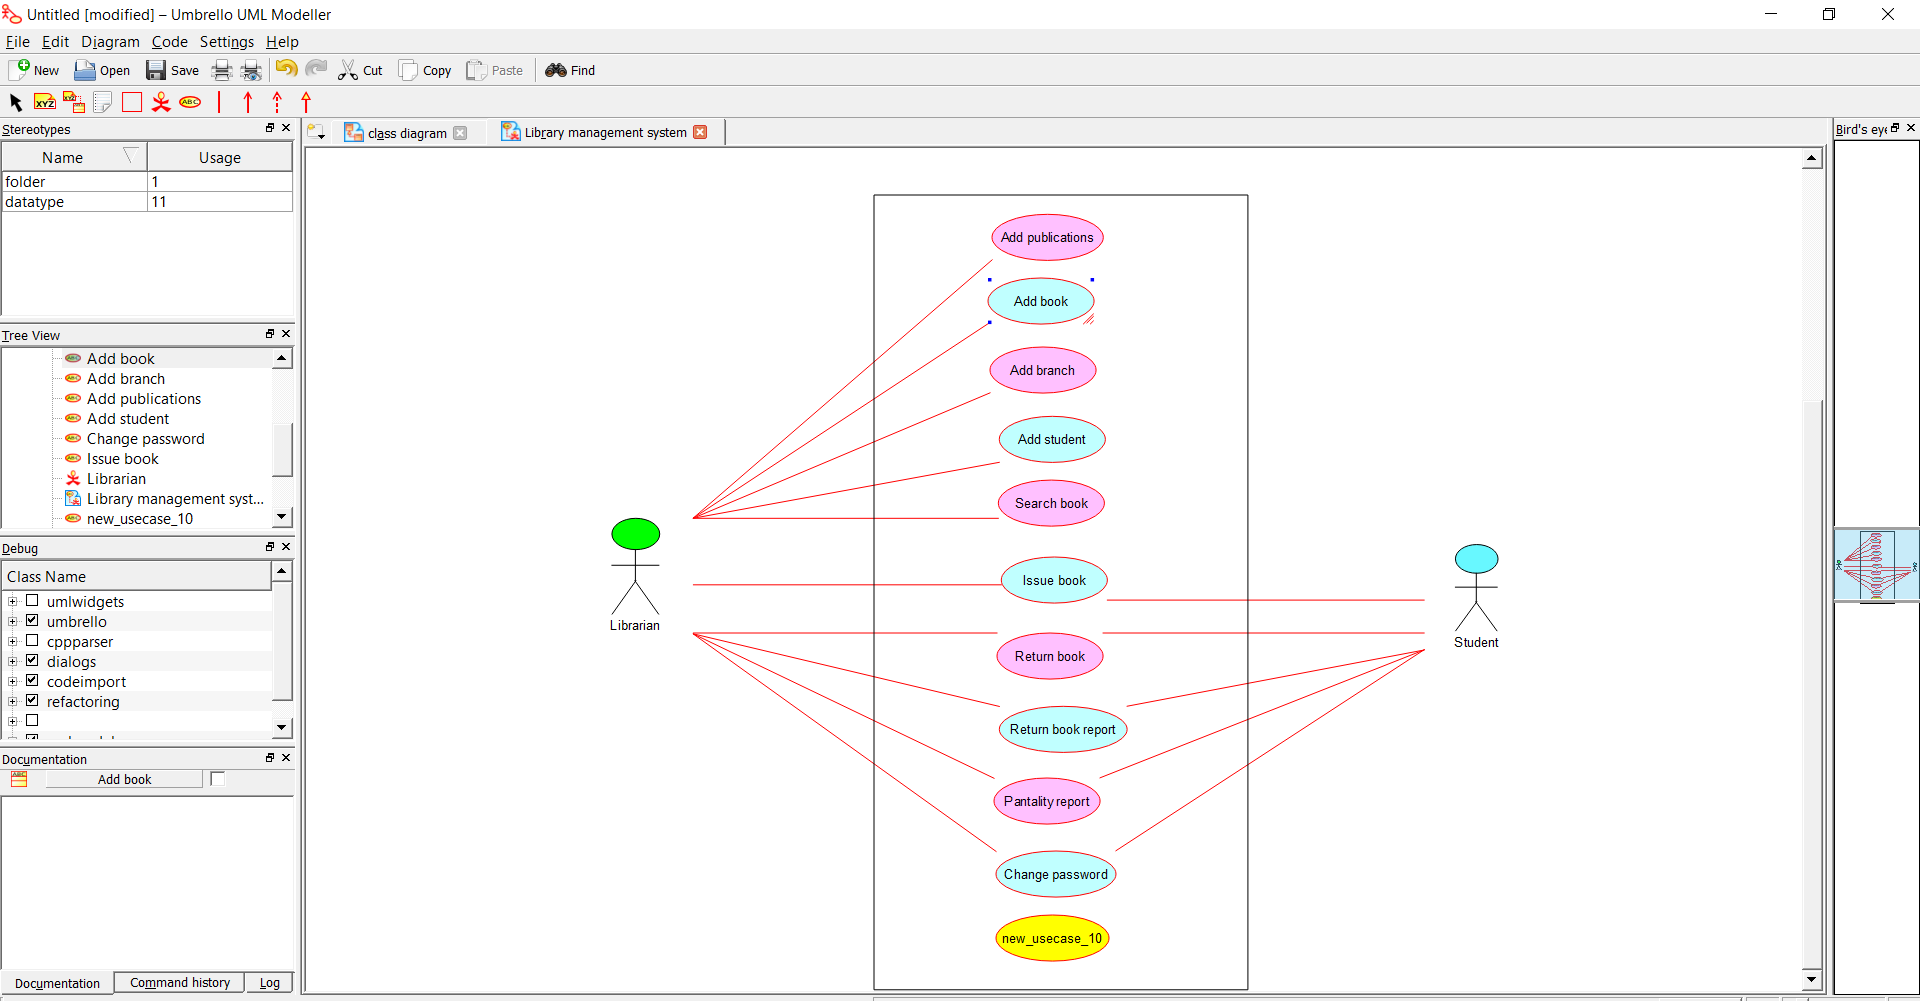 Untitled [modified] – Umbrello UML Modeller
File Edit Diagram Code Settings Help
New Open Save Cut Copy Paste Find
XYZ XYZ ABC
Stereotypes
Name Usage
folder 1
datatype 11
Tree View
Add book
Add branch
Add publications
Add student
Change password
Issue book
Librarian
Library management syst...
new_usecase_10
Debug
Class Name
umlwidgets
umbrello
cppparser
dialogs
codeimport
refactoring
Documentation
ABC Add book
Documentation Command history Log
class diagram Library management system
Add publications
Add book
Add branch
Add student
Search book
Issue book
Return book
Return book report
Pantality report
Change password
new_usecase_10
Librarian
Student
Bird's eye